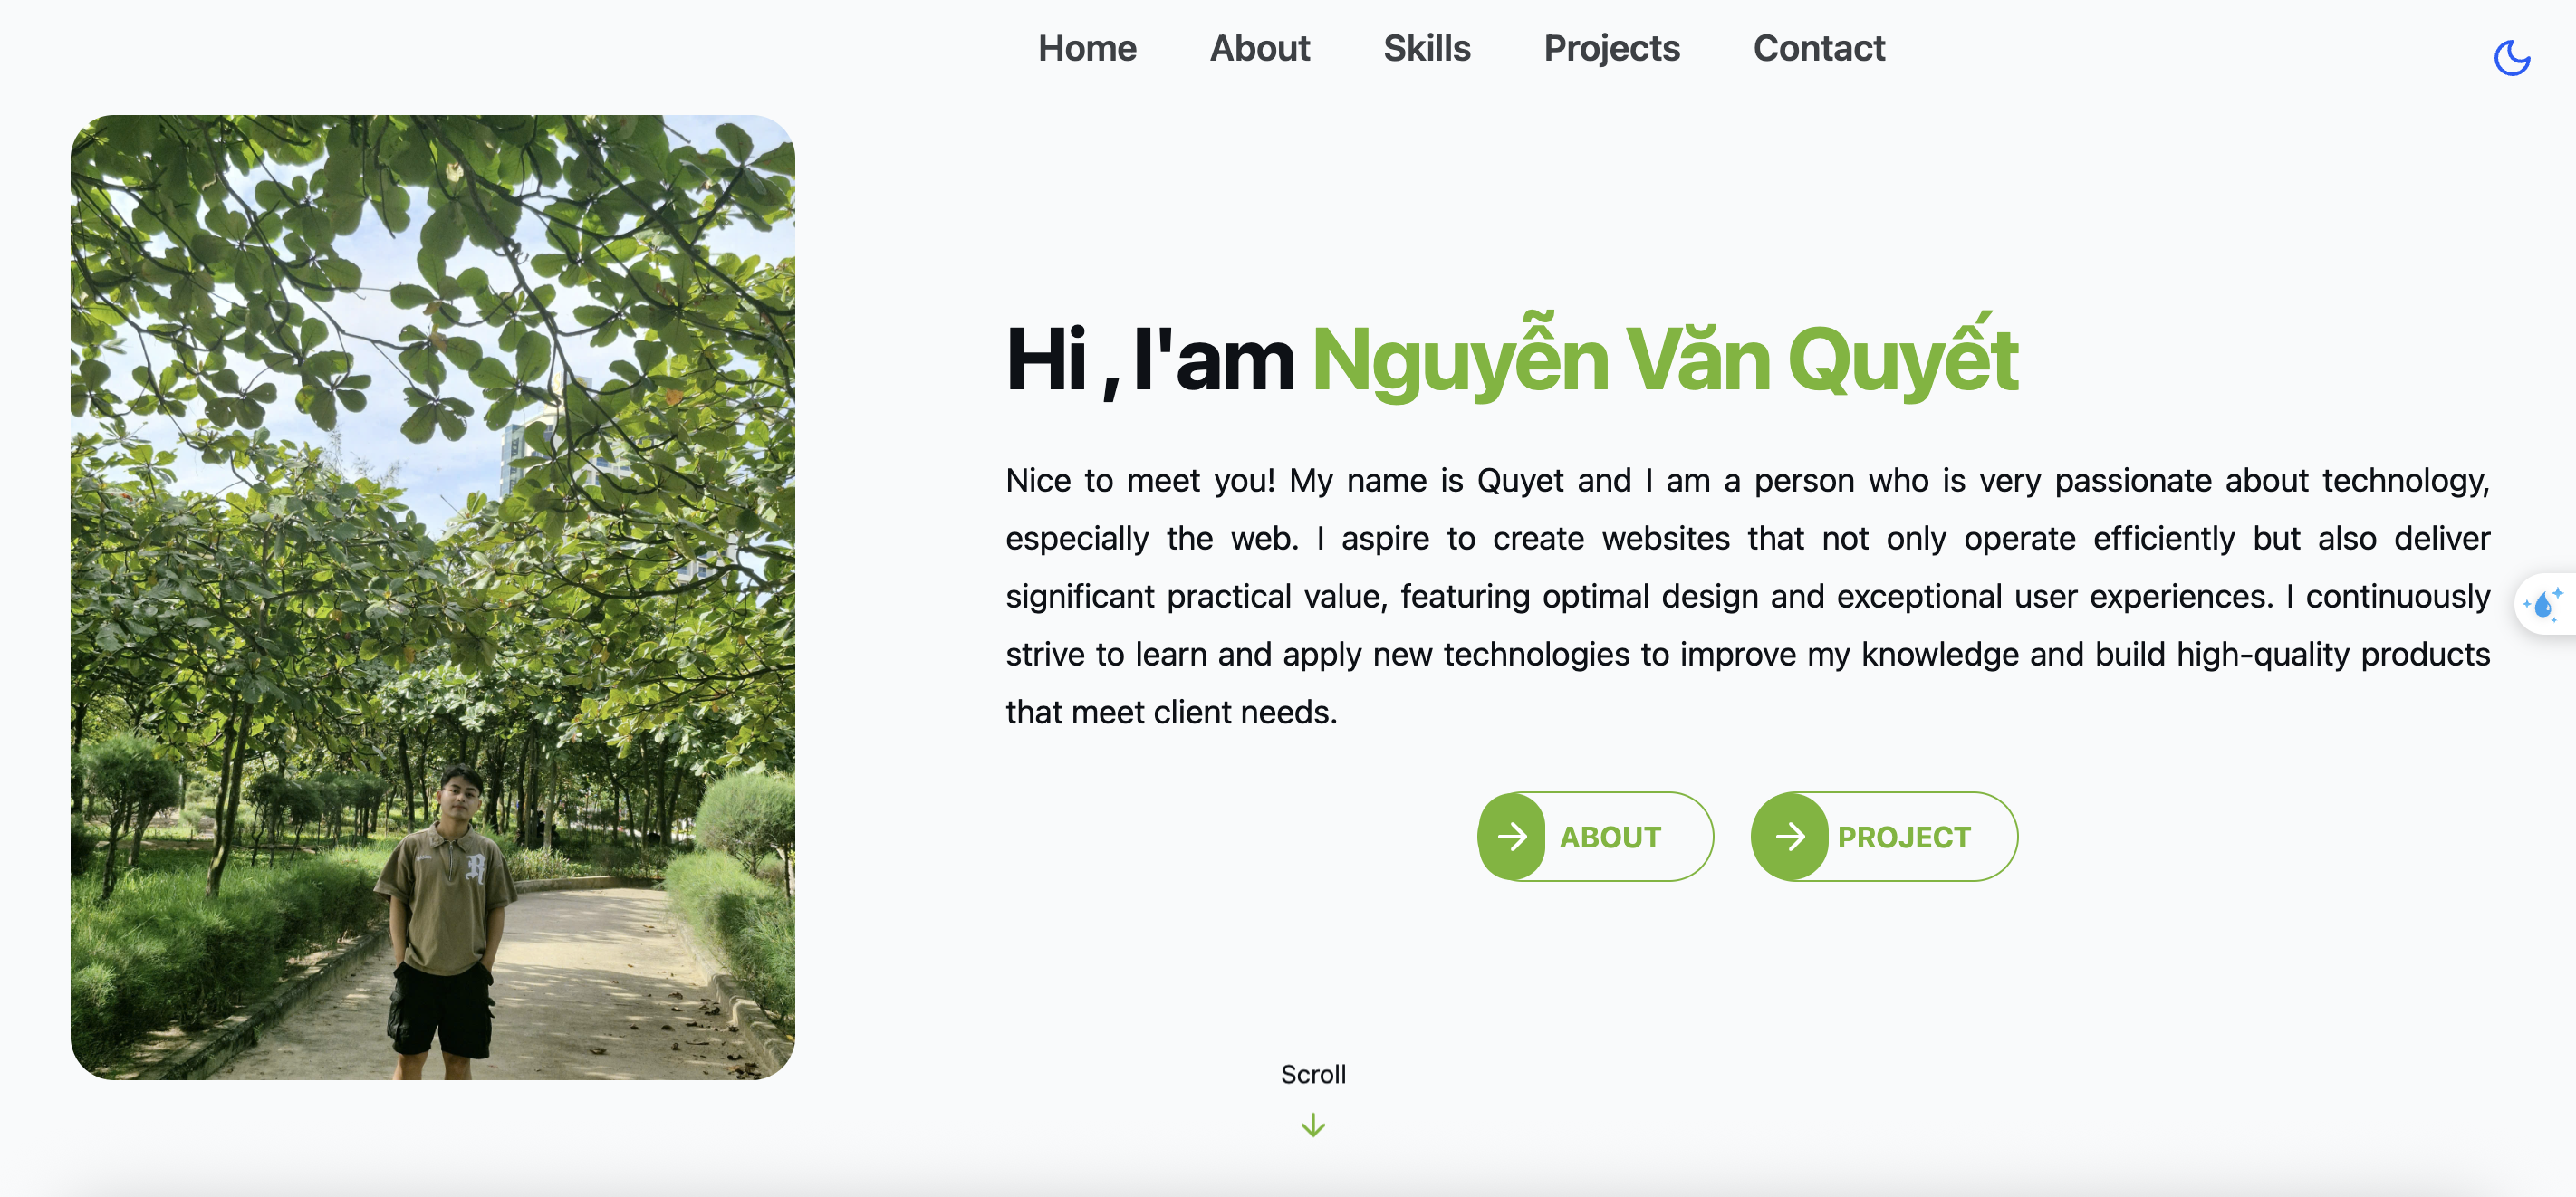 Home About Skills Projects Contact
Hi , I'am Nguyễn Văn Quyết
Nice to meet you! My name is Quyet and I am a person who is very passionate about technology,
especially the web. I aspire to create websites that not only operate efficiently but also deliver
significant practical value, featuring optimal design and exceptional user experiences. I continuously
strive to learn and apply new technologies to improve my knowledge and build high-quality products
that meet client needs.
ABOUT PROJECT
Scroll